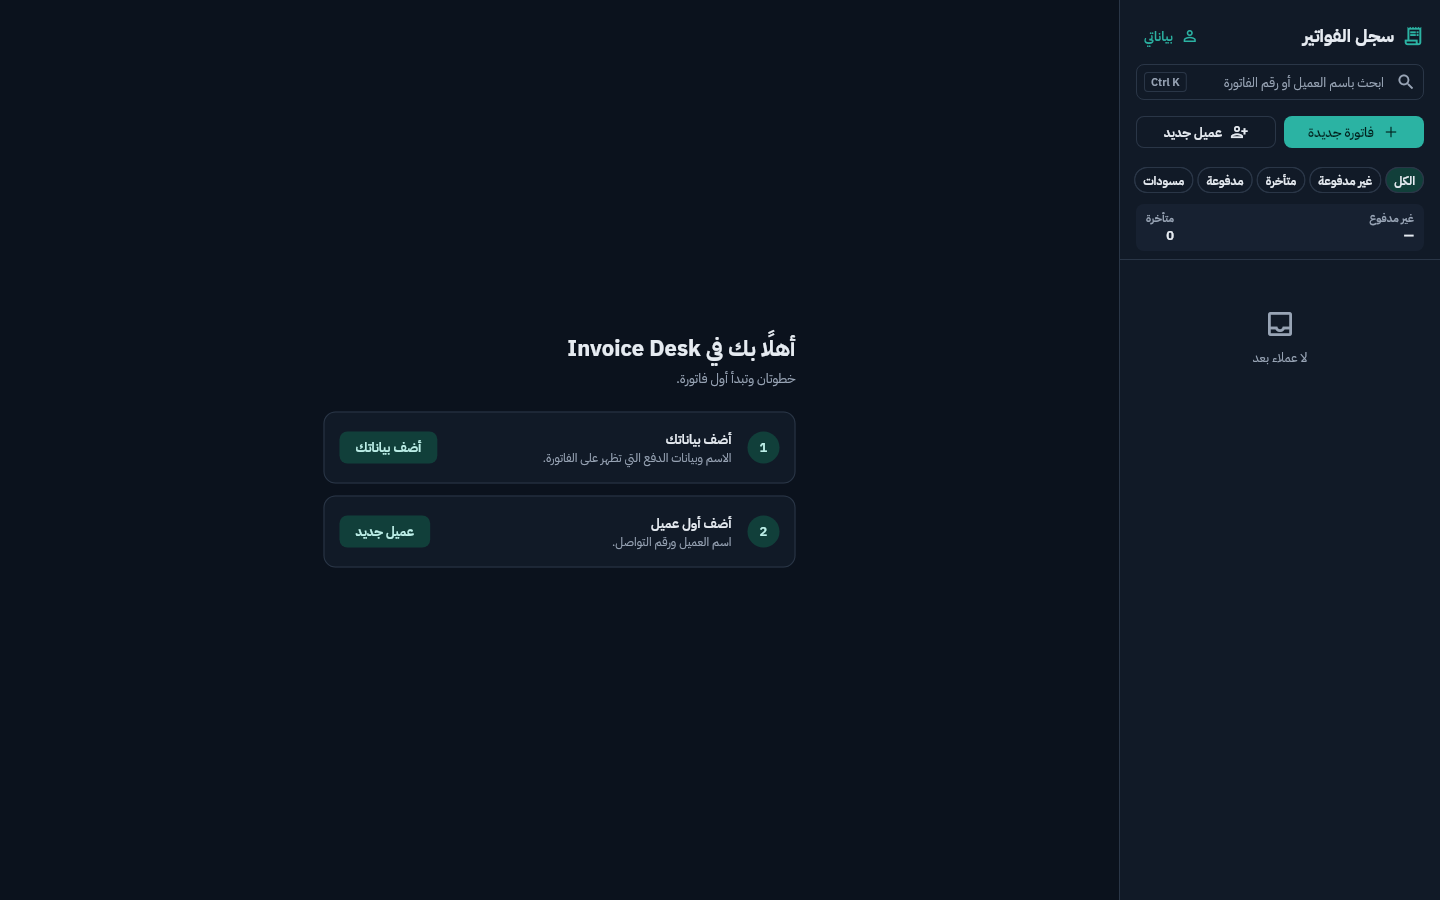 سجل الفواتير
بياناتي
ابحث باسم العميل أو رقم الفاتورة
Ctrl K
فاتورة جديدة
عميل جديد
الكل
غير مدفوعة
متأخرة
مدفوعة
مسودات
غير مدفوع
—
متأخرة
0
لا عملاء بعد
أهلًا بك في Invoice Desk
خطوتان وتبدأ أول فاتورة.
1
أضف بياناتك
الاسم وبيانات الدفع التي تظهر على الفاتورة.
أضف بياناتك
2
أضف أول عميل
اسم العميل ورقم التواصل.
عميل جديد